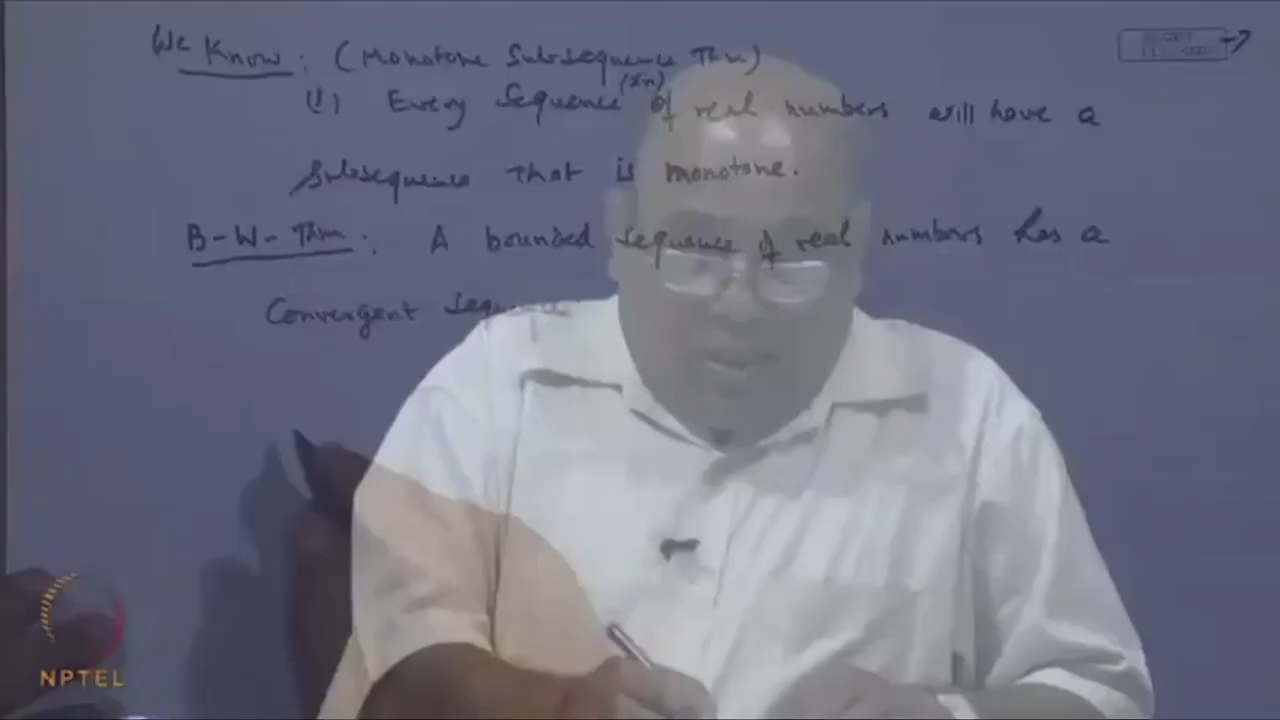 We Know : (Monotone Subsequence Thm)
(1) Every Sequence (xn) of real numbers will have a
Subsequence that is monotone.
B-W-Thm : A bounded sequence of real numbers has a
Convergent Sequence
NPTEL